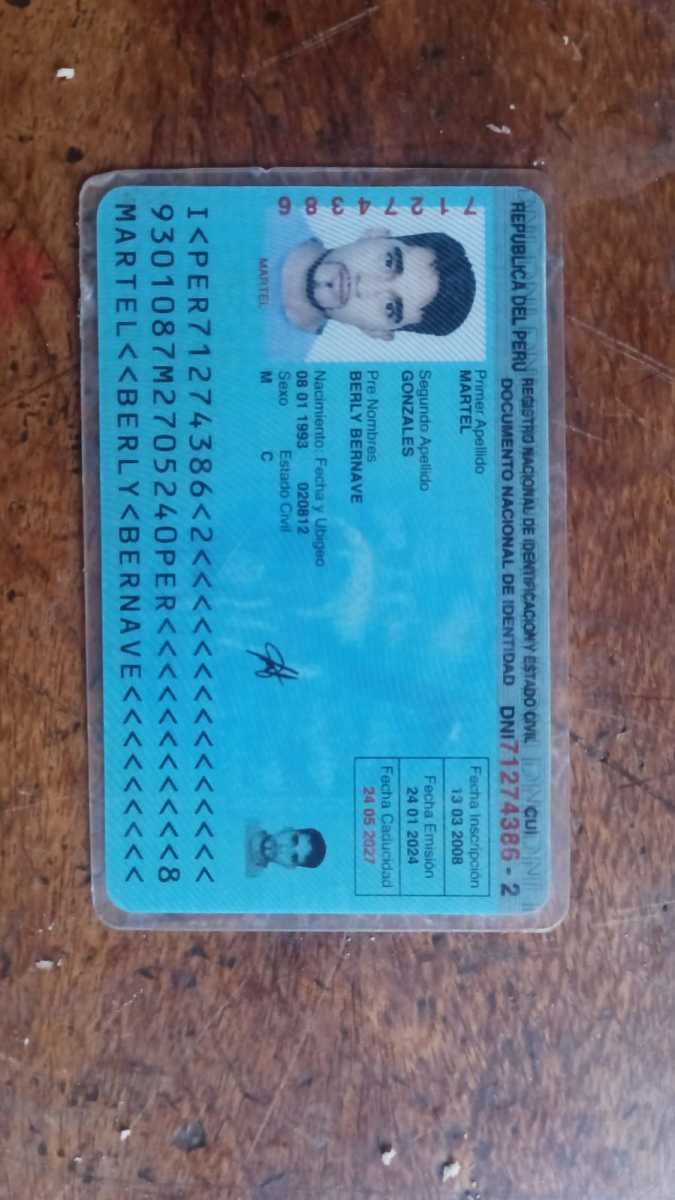 REPUBLICA DEL PERU REGISTRO NACIONAL DE IDENTIFICACION Y ESTADO CIVIL CUI
DOCUMENTO NACIONAL DE IDENTIDAD DNI 71274386 - 2
71274386
Primer Apellido
MARTEL
Segundo Apellido
GONZALES
Pre Nombres
BERLY BERNAVE
Nacimiento: Fecha y Ubigeo
08 01 1993 020812
Sexo Estado Civil
M C
MARTEL
Fecha Inscripción
13 03 2008
Fecha Emisión
24 01 2024
Fecha Caducidad
24 05 2027
I<PER71274386<2<<<<<<<<<<<<<<<
9301087M2705240PER<<<<<<<<<<<8
MARTEL<<BERLY<BERNAVE<<<<<<<<<